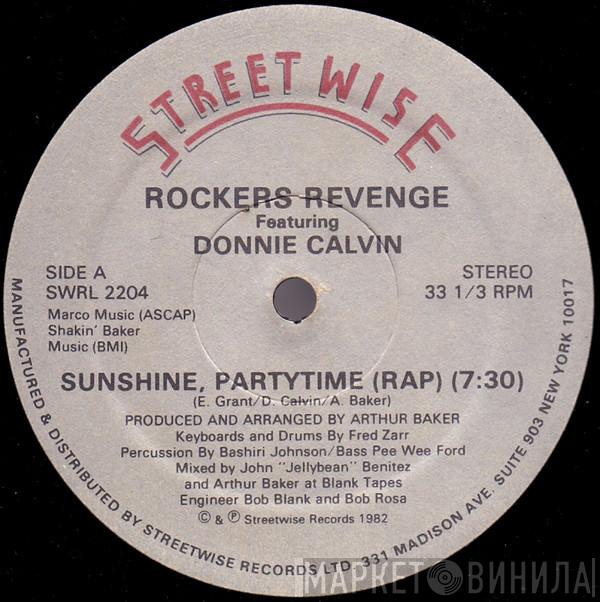 STREETWISE
ROCKERS REVENGE
Featuring
DONNIE CALVIN
SIDE A
SWRL 2204
Marco Music (ASCAP)
Shakin' Baker
Music (BMI)
STEREO
33 1/3 RPM
SUNSHINE, PARTYTIME (RAP) (7:30)
(E. Grant/D. Calvin/A. Baker)
PRODUCED AND ARRANGED BY ARTHUR BAKER
Keyboards and Drums By Fred Zarr
Percussion By Bashiri Johnson/Bass Pee Wee Ford
Mixed by John "Jellybean" Benitez
and Arthur Baker at Blank Tapes
Engineer Bob Blank and Bob Rosa
© & ℗ Streetwise Records 1982
MANUFACTURED & DISTRIBUTED BY STREETWISE RECORDS LTD. 331 MADISON AVE. SUITE 903 NEW YORK 10017
МАРКЕТ ВИНИЛА